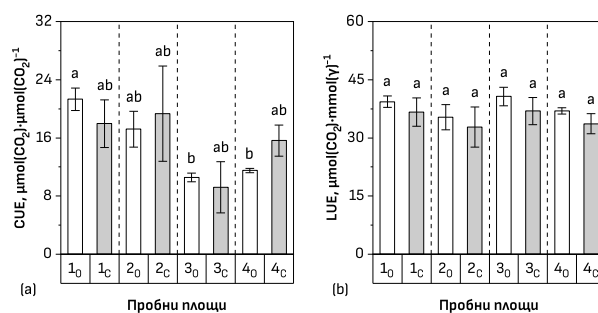 CUE, µmol(CO₂)·µmol(CO₂)⁻¹
32
24
16
8
0
a
ab
ab
ab
b
ab
b
ab
1₀ 1c 2₀ 2c 3₀ 3c 4₀ 4c
(a)
Пробни площи
LUE, µmol(CO₂)·mmol(γ)⁻¹
60
45
30
15
0
a
a
a
a
a
a
a
a
1₀ 1c 2₀ 2c 3₀ 3c 4₀ 4c
(b)
Пробни площи